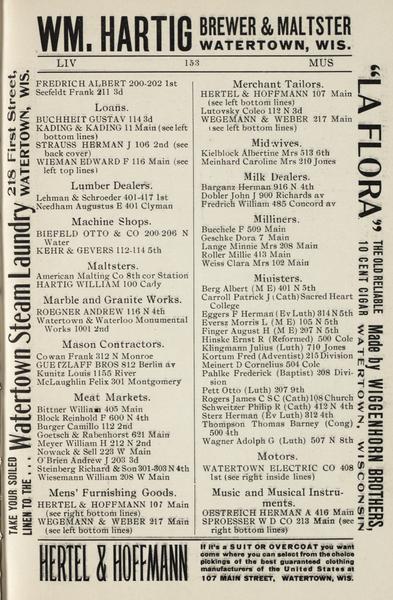 WM. HARTIG BREWER & MALTSTER
WATERTOWN, WIS.
LIV 153 MUS
TAKE YOUR SOILED LINEN TO THE... Watertown Steam Laundry 218 First Street, WATERTOWN, WIS.
FREDRICH ALBERT 200-202 1st
Seefeldt Frank 211 3d
Loans.
BUCHHEIT GUSTAV 114 3d
KADING & KADING 11 Main (see left
bottom lines)
STRAUSS HERMAN J 106 2nd (see
back cover)
WIEMAN EDWARD F 116 Main (see
left top lines)
Lumber Dealers.
Lehman & Schroeder 401-417 1st
Needham Augustus E 401 Clyman
Machine Shops.
BIEFELD OTTO & CO 200-296 N
Water
KEHR & GEVERS 112-114 5th
Maltsters.
American Malting Co 8th cor Station
HARTIG WILLIAM 100 Cady
Marble and Granite Works.
ROEGNER ANDREW 116 N 4th
Watertown & Waterloo Monumental
Works 1001 2nd
Mason Contractors.
Cowan Frank 312 N Monroe
GUETZLAFF BROS 812 Berlin av
Kunitz Louis 1155 River
McLaughlin Felix 301 Montgomery
Meat Markets.
Bittner William 405 Main
Block Reinhold F 600 N 4th
Burger Camillo 112 2nd
Goetsch & Rabenhorst 621 Main
Meyer William H 212 N 2d
Nowack & Sell 223 W Main
O'Brien Andrew J 203 3d
Steinberg Richard & Son 301-303 N 4th
Wiesemann William 208 W Main
Mens' Furnishing Goods.
HERTEL & HOFFMANN 107 Main
(see right bottom lines)
WEGEMANN & WEBER 217 Main
(see left bottom lines)
Merchant Tailors.
HERTEL & HOFFMANN 107 Main
(see left bottom lines)
Lutovsky Coleo 112 N 3d
WEGEMANN & WEBER 217 Main
(see left bottom lines)
Midwives.
Kielblock Albertine Mrs 513 6th
Meinhard Caroline Mrs 210 Jones
Milk Dealers.
Barganz Herman 916 N 4th
Dobler John J 900 Richards av
Fredrich William 485 Concord av
Milliners.
Buechele F 509 Main
Geschke Dora 7 Main
Lange Minnie Mrs 208 Main
Roller Millie 413 Main
Weiss Clara Mrs 102 Main
Ministers.
Berg Albert (M E) 401 N 5th
Carroll Patrick J (Cath) Sacred Heart
College
Eggers F Herman (Ev Luth) 314 N 5th
Eversz Morris L (M E) 105 N 5th
Finger August H (M E) 207 N 5th
Hinske Ernst R (Reformed) 500 Cole
Klingmann Julius (Luth) 710 Jones
Kortum Fred (Adventist) 215 Division
Meinert D Cornelius 504 Cole
Pahlke Frederick (Baptist) 208 Divi-
sion
Pett Otto (Luth) 207 9th
Rogers James C S C (Cath) 108 Church
Schweitzer Philip R (Cath) 412 N 4th
Sterz Herman (Ev Luth) 312 4th
Thompson Thomas Barney (Cong)
500 4th
Wagner Adolph G (Luth) 507 N 8th
Motors.
WATERTOWN ELECTRIC CO 408
1st (see right inside lines)
Music and Musical Instru-
ments.
OESTREICH HERMAN A 416 Main
SPROESSER W D CO 213 Main (see
right bottom lines)
"LA FLORA" THE OLD RELIABLE 10 CENT CIGAR Made by WIGGENHORN BROTHERS, WATERTOWN, WISCONSIN
HERTEL & HOFFMANN
If it's a SUIT OR OVERCOAT you want
come where you can select from the choice
pickings of the best guaranteed clothing
manufacturers of the United States at
107 MAIN STREET, WATERTOWN, WIS.